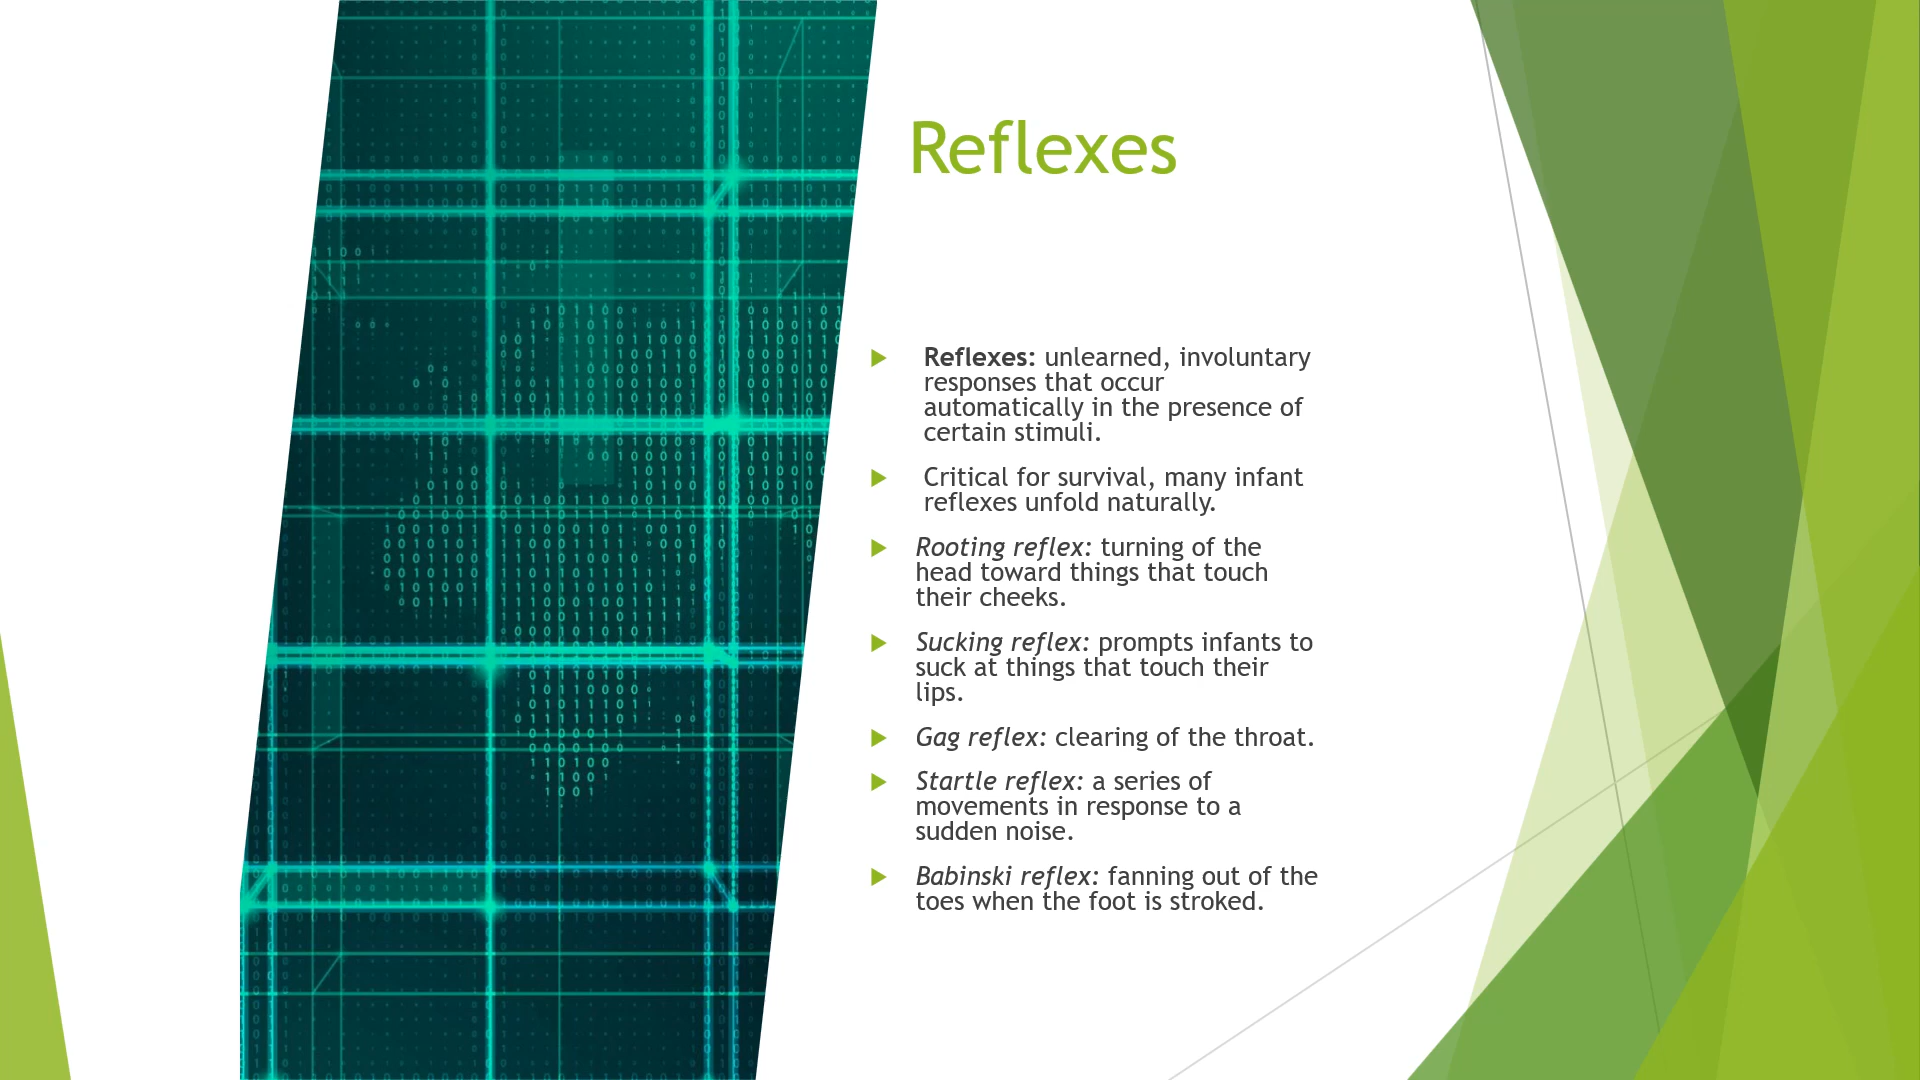 Reflexes
Reflexes: unlearned, involuntary
responses that occur
automatically in the presence of
certain stimuli.
Critical for survival, many infant
reflexes unfold naturally.
Rooting reflex: turning of the
head toward things that touch
their cheeks.
Sucking reflex: prompts infants to
suck at things that touch their
lips.
Gag reflex: clearing of the throat.
Startle reflex: a series of
movements in response to a
sudden noise.
Babinski reflex: fanning out of the
toes when the foot is stroked.